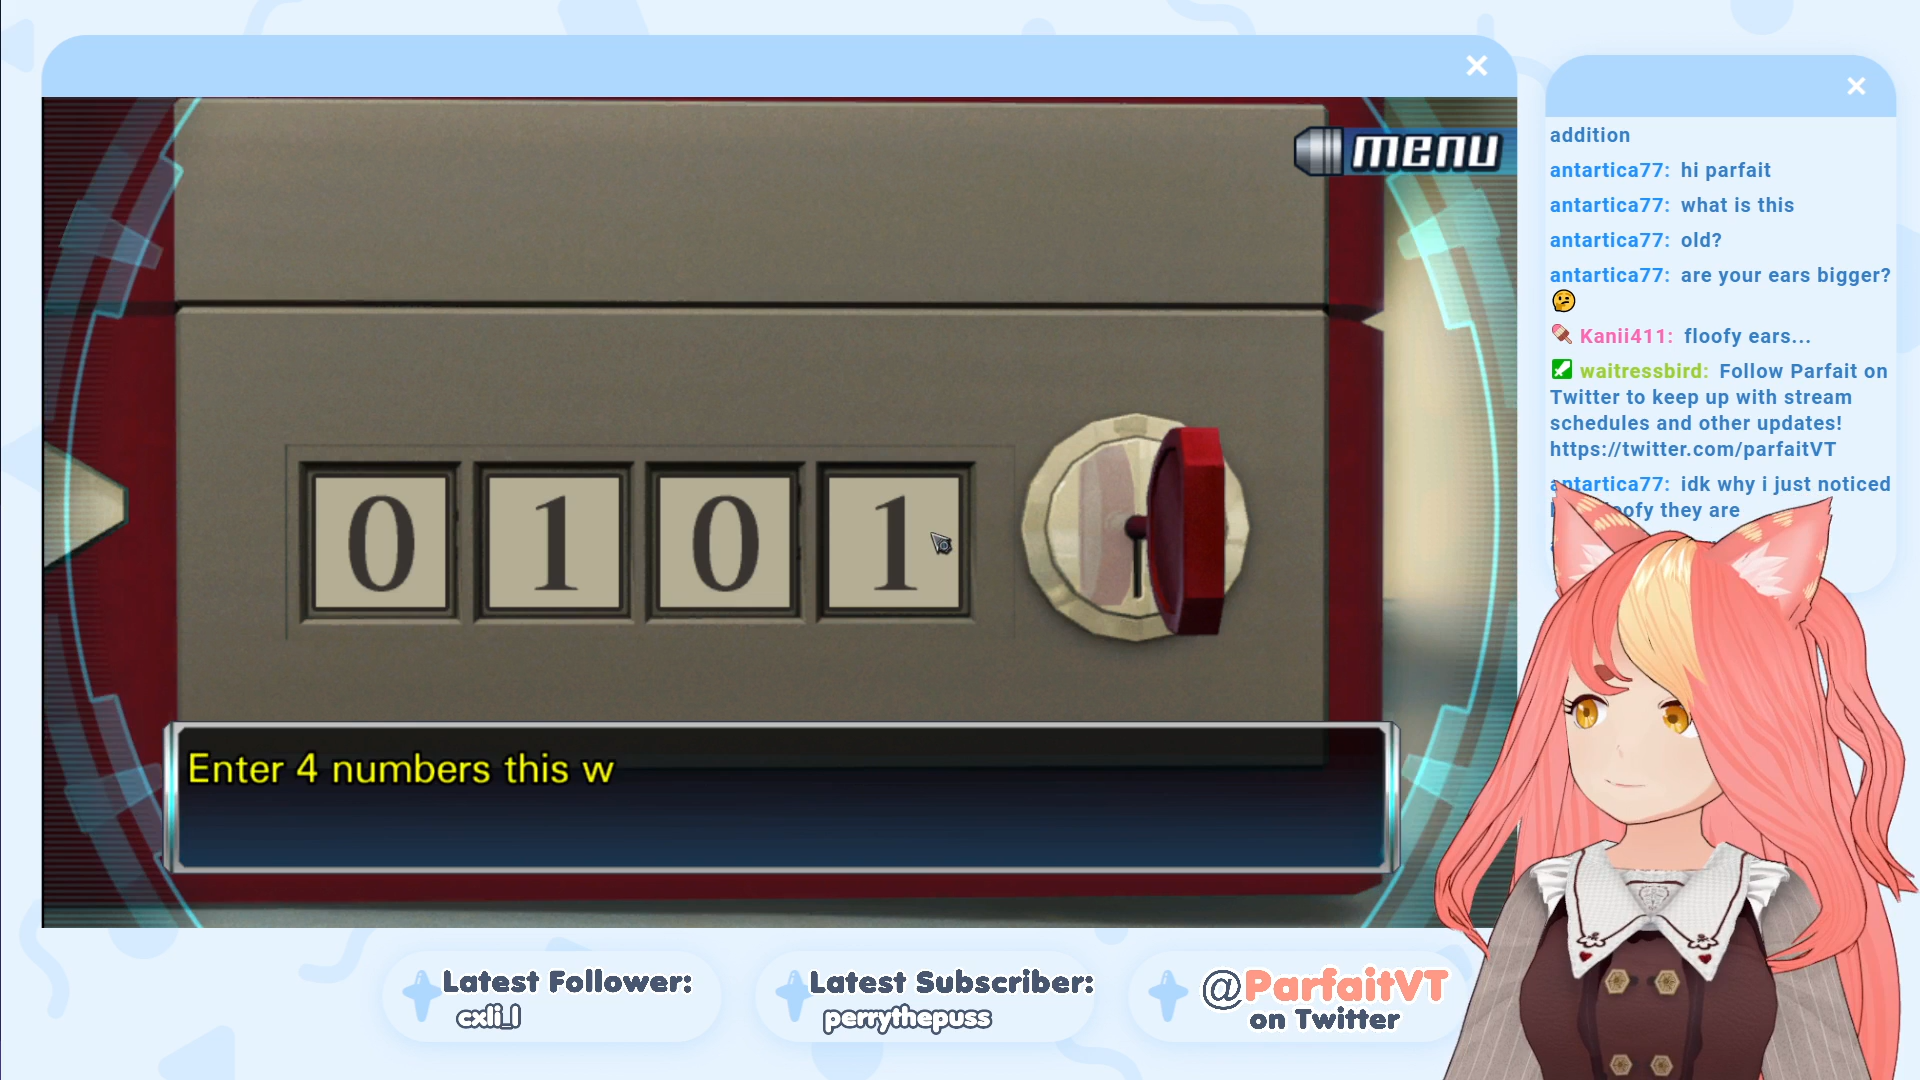 menu
0 1 0 1
Enter 4 numbers this w
addition
antartica77: hi parfait
antartica77: what is this
antartica77: old?
antartica77: are your ears bigger?
Kanii411: floofy ears...
waitressbird: Follow Parfait on
Twitter to keep up with stream
schedules and other updates!
https://twitter.com/parfaitVT
antartica77: idk why i just noticed
they are
Latest Follower:
cxli_l
Latest Subscriber:
perrythepuss
@ParfaitVT
on Twitter